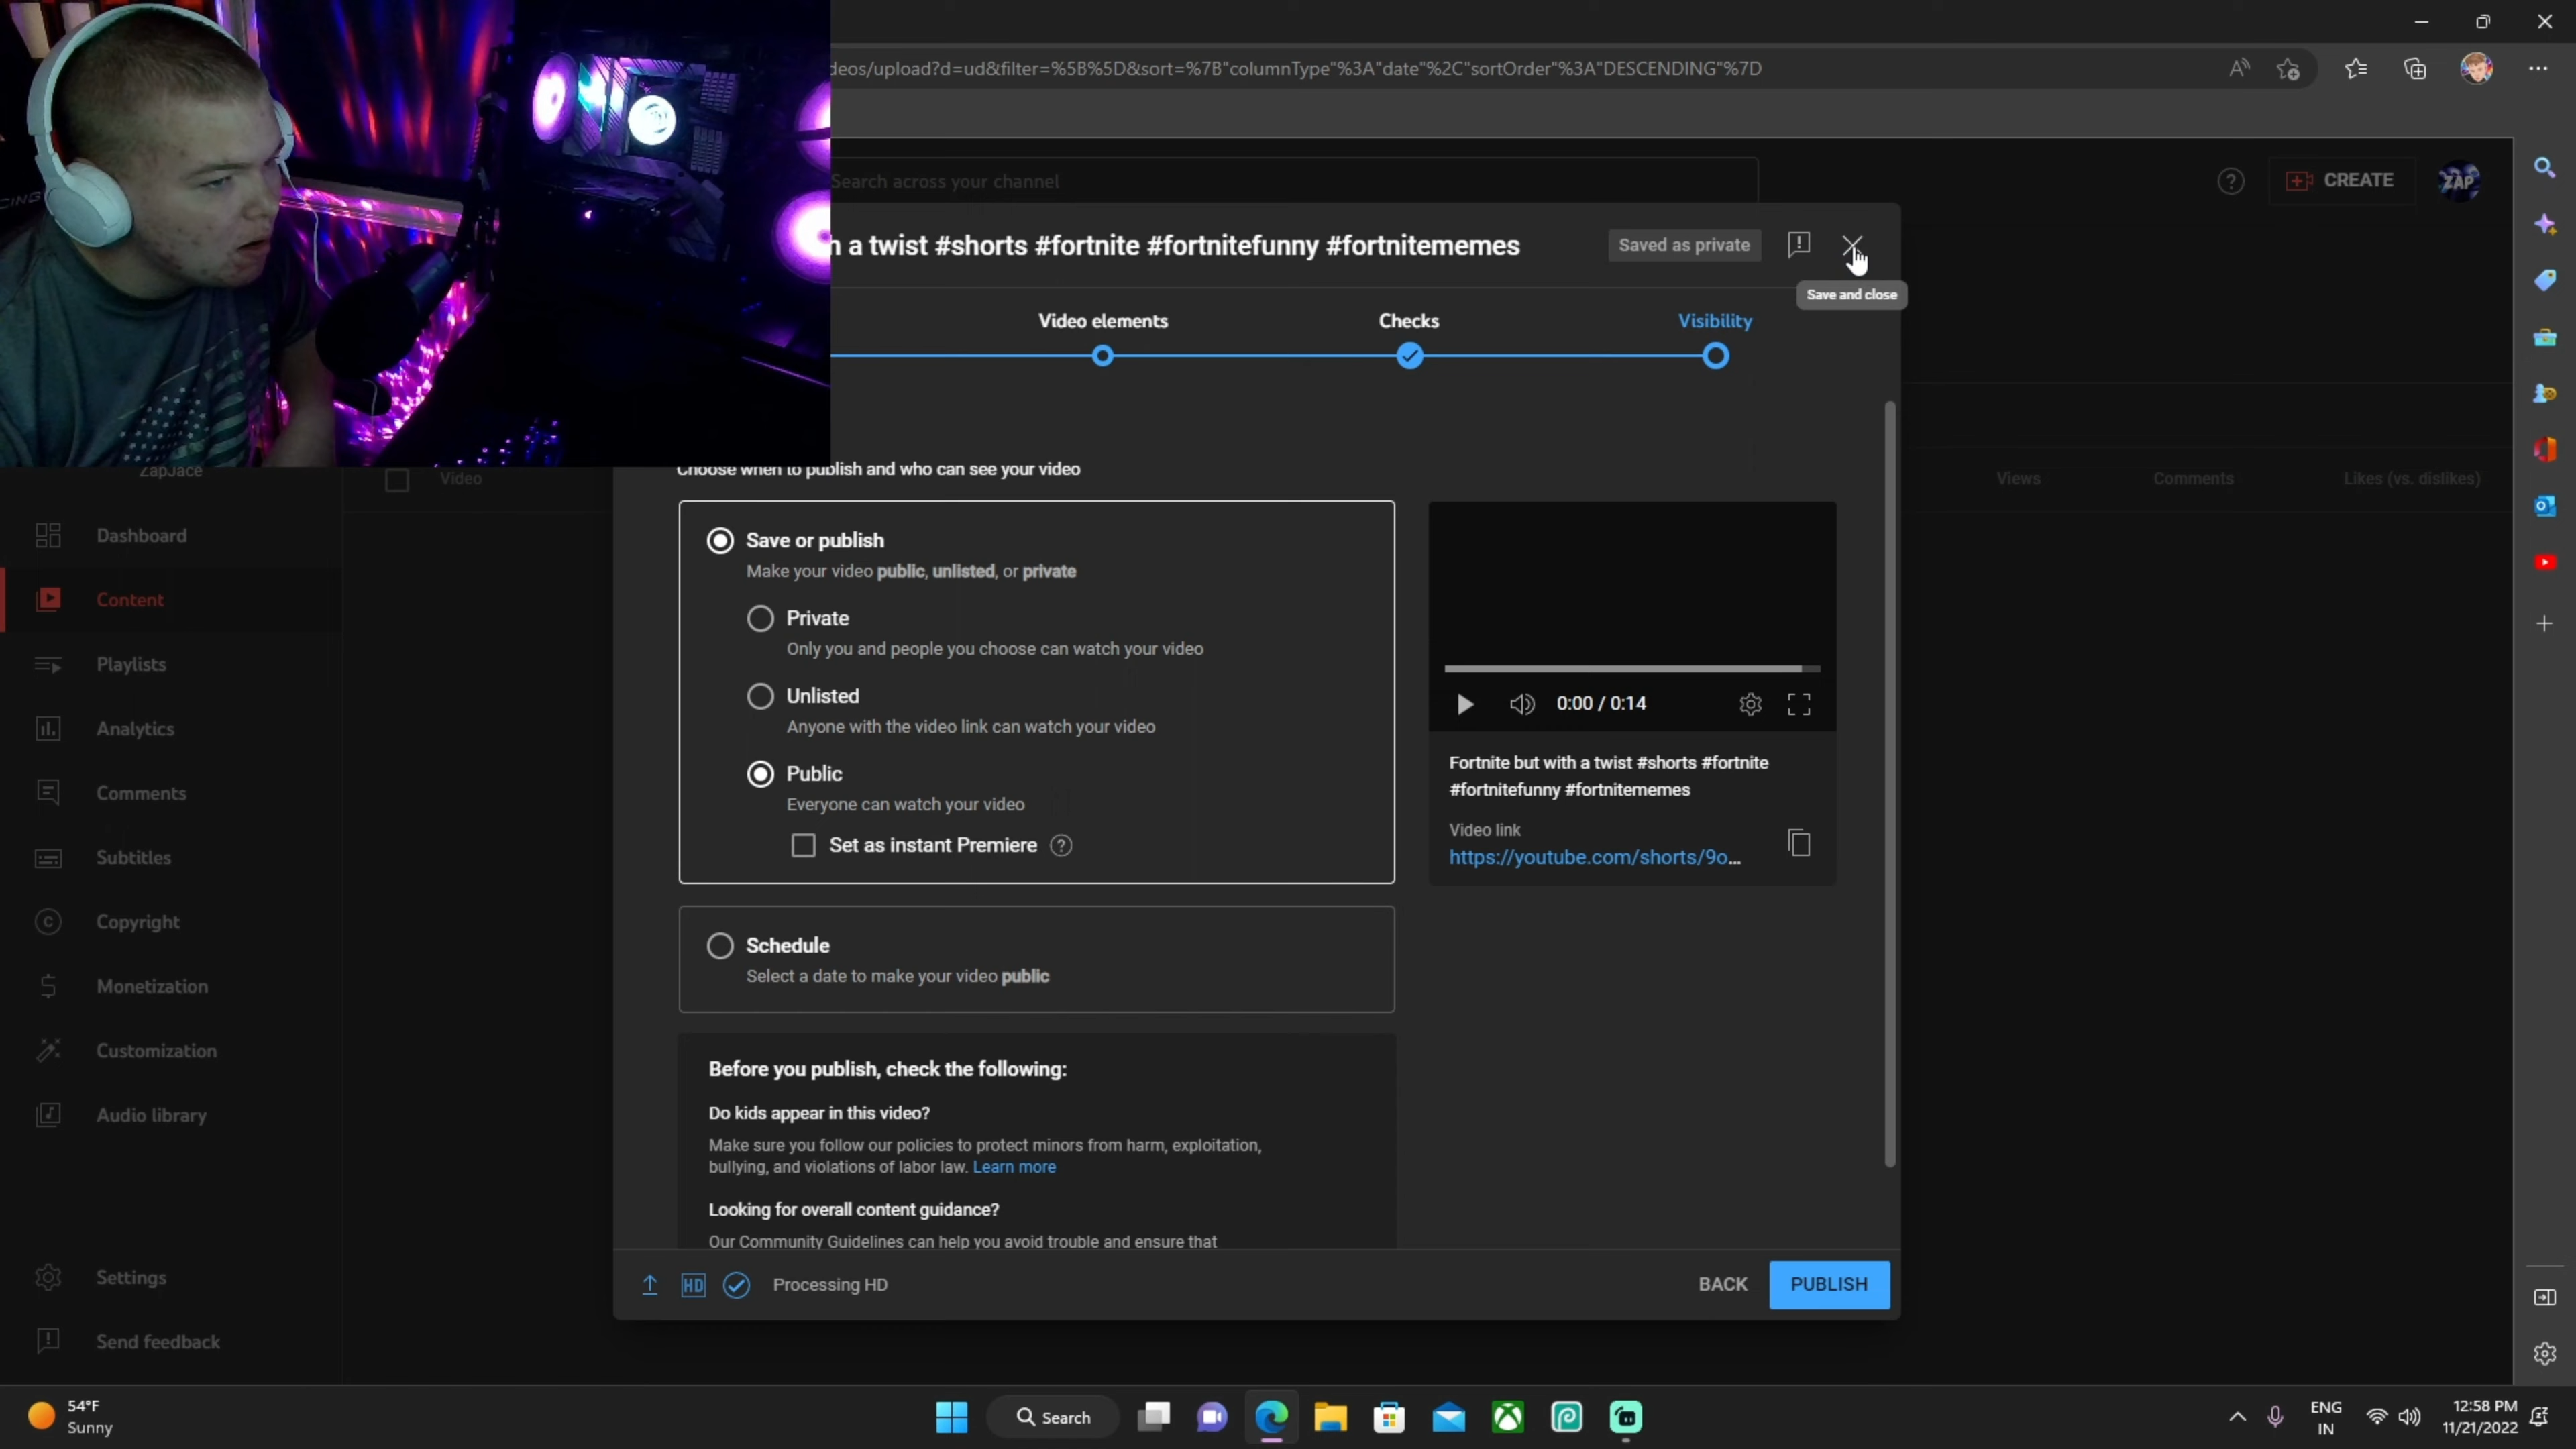 deos/upload?d=ud&filter=%5B%5D&sort=%7B"columnType"%3A"date"%2C"sortOrder"%3A"DESCENDING"%7D
Search across your channel
CREATE
ZAP
a twist #shorts #fortnite #fortnitefunny #fortnitememes
Saved as private
Save and close
Video elements
Checks
Visibility
ZapJace
Video
Views
Comments
Likes (vs. dislikes)
Dashboard
Content
Playlists
Analytics
Comments
Subtitles
Copyright
Monetization
Customization
Audio library
Settings
Send feedback
Choose when to publish and who can see your video
Save or publish
Make your video public, unlisted, or private
Private
Only you and people you choose can watch your video
Unlisted
Anyone with the video link can watch your video
Public
Everyone can watch your video
Set as instant Premiere
Schedule
Select a date to make your video public
Before you publish, check the following:
Do kids appear in this video?
Make sure you follow our policies to protect minors from harm, exploitation,
bullying, and violations of labor law. Learn more
Looking for overall content guidance?
Our Community Guidelines can help you avoid trouble and ensure that
0:00 / 0:14
Fortnite but with a twist #shorts #fortnite
#fortnitefunny #fortnitememes
Video link
https://youtube.com/shorts/9o...
HD
Processing HD
BACK
PUBLISH
54°F
Sunny
Search
ENG
IN
12:58 PM
11/21/2022